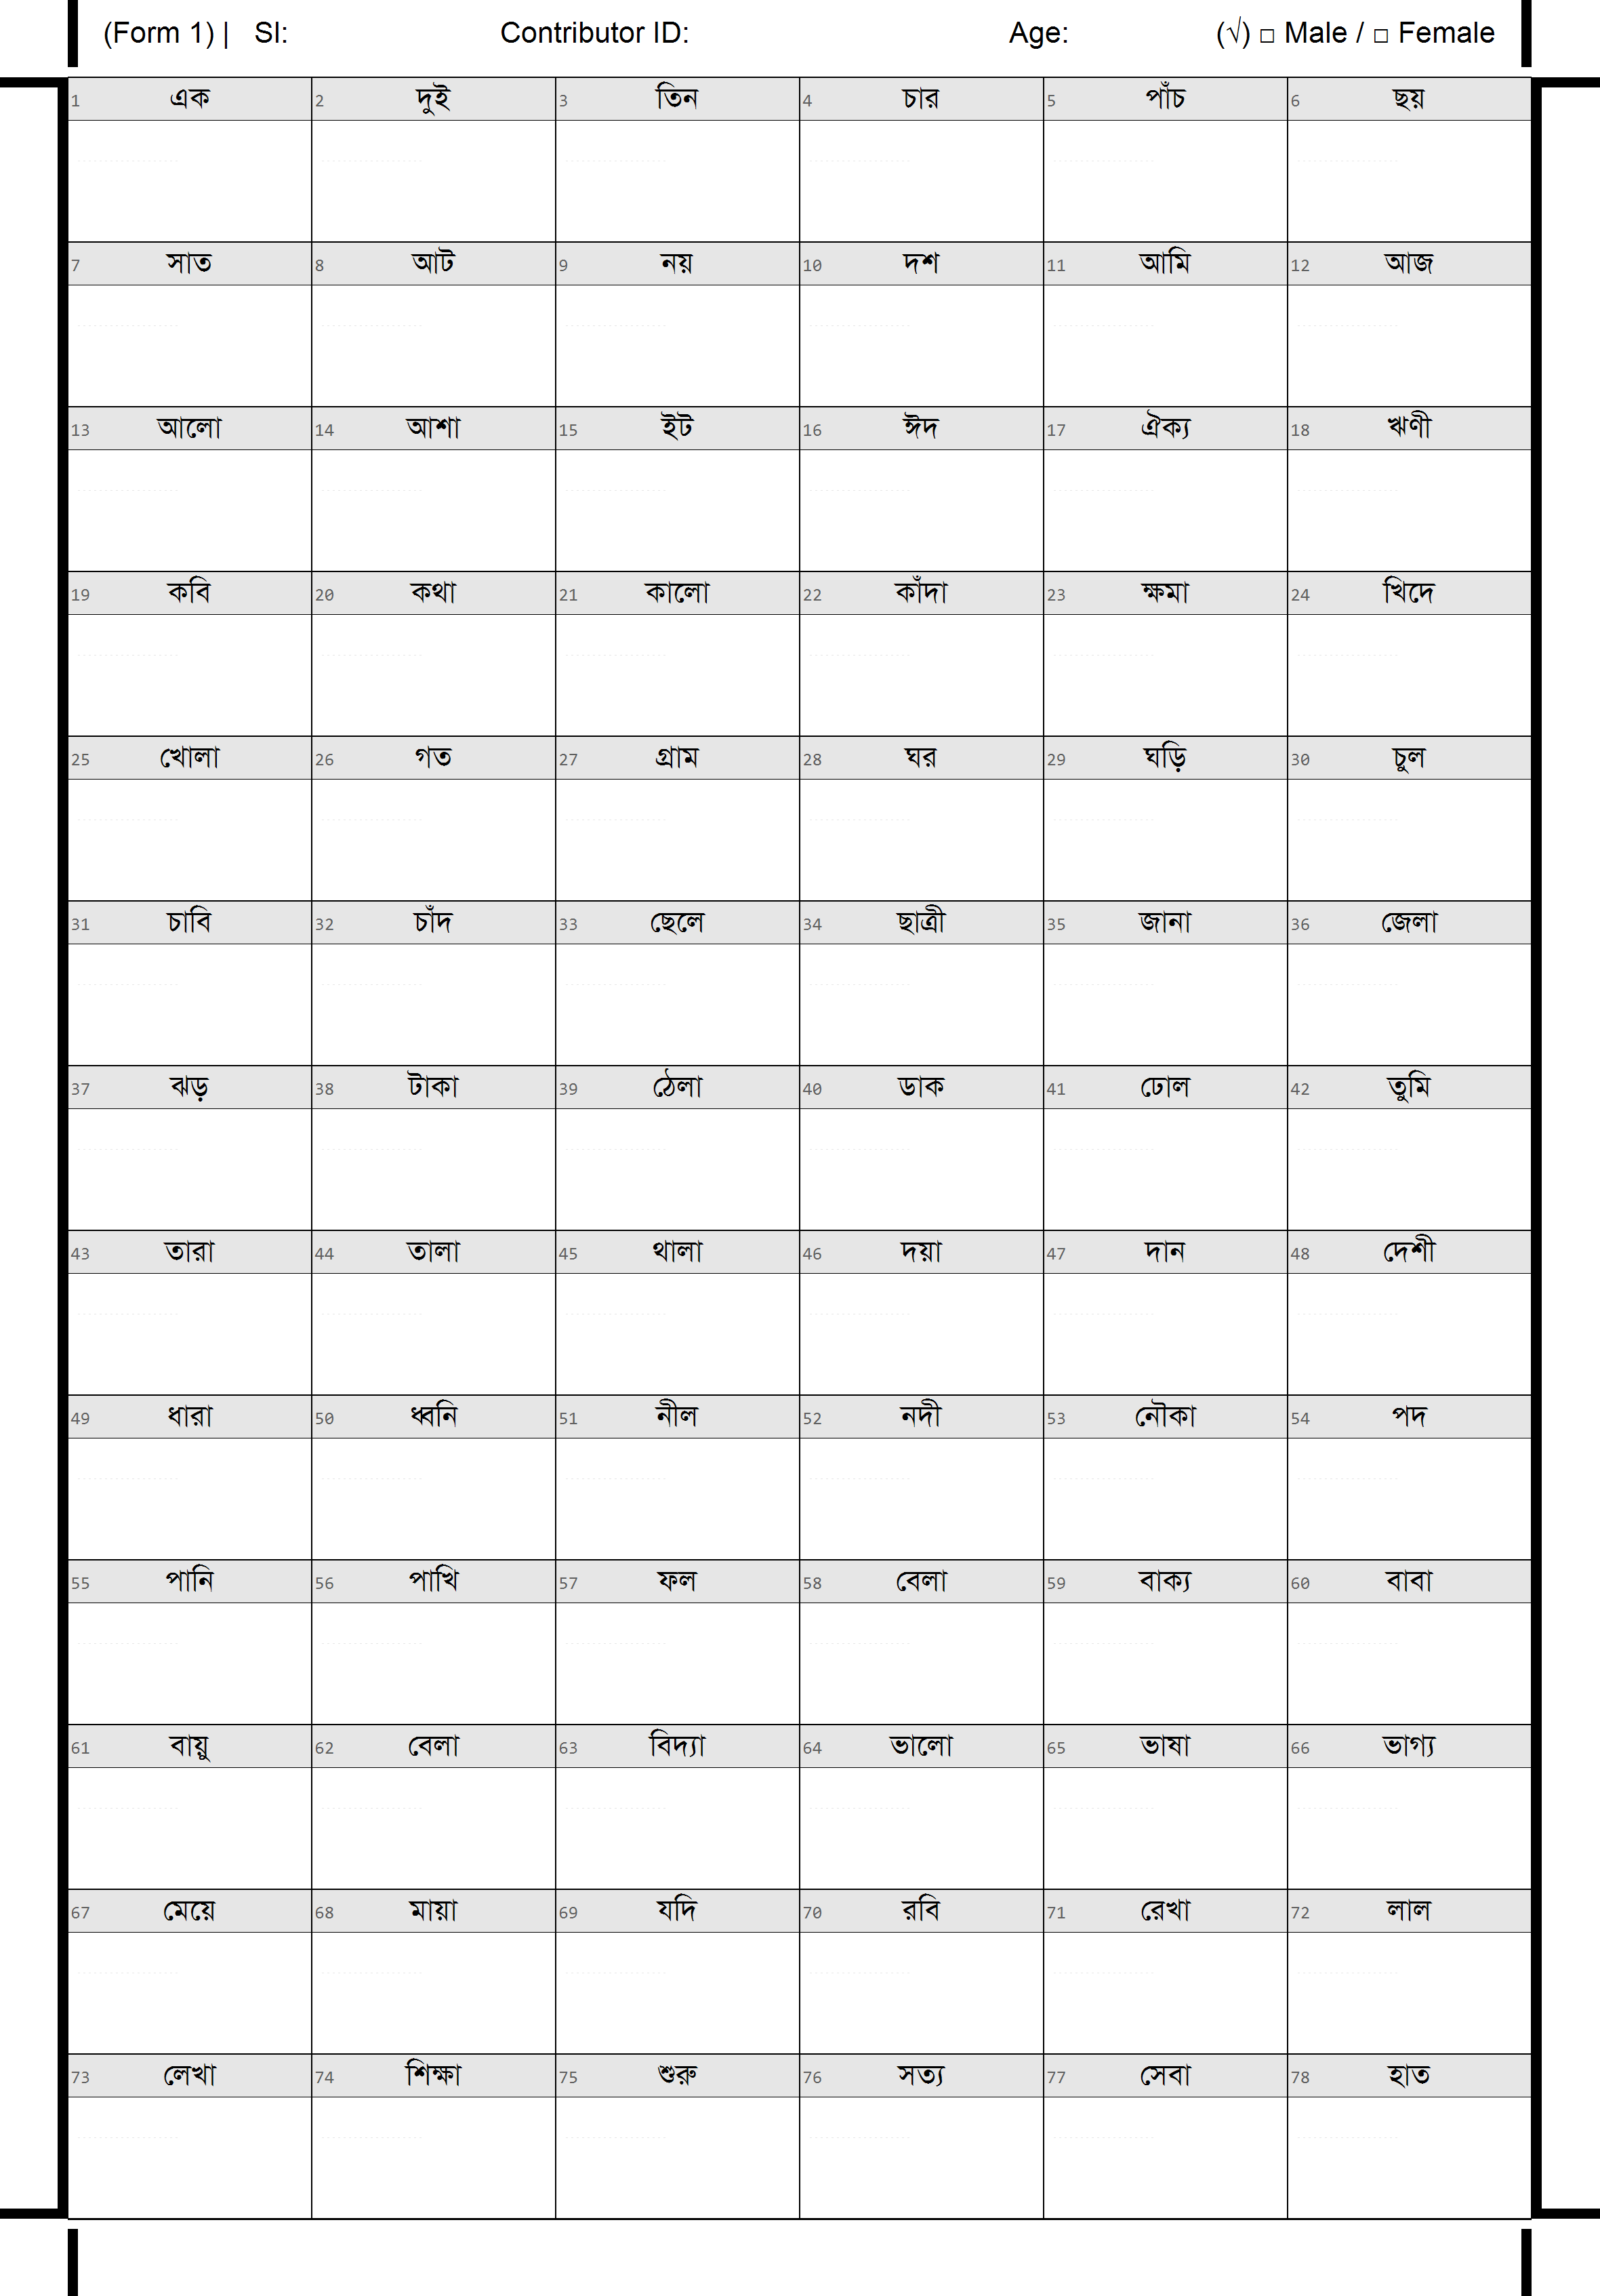 (Form 1) | Sl: Contributor ID: Age: (√) □ Male / □ Female
1 এক 2 দুই 3 তিন 4 চার 5 পাঁচ 6 ছয়
7 সাত 8 আট 9 নয় 10 দশ 11 আমি 12 আজ
13 আলো 14 আশা 15 ইট 16 ঈদ 17 ঐক্য 18 ঋণী
19 কবি 20 কথা 21 কালো 22 কাঁদা 23 ক্ষমা 24 খিদে
25 খোলা 26 গত 27 গ্রাম 28 ঘর 29 ঘড়ি 30 চুল
31 চাবি 32 চাঁদ 33 ছেলে 34 ছাত্রী 35 জানা 36 জেলা
37 ঝড় 38 টাকা 39 ঠেলা 40 ডাক 41 ঢোল 42 তুমি
43 তারা 44 তালা 45 থালা 46 দয়া 47 দান 48 দেশী
49 ধারা 50 ধ্বনি 51 নীল 52 নদী 53 নৌকা 54 পদ
55 পানি 56 পাখি 57 ফল 58 বেলা 59 বাক্য 60 বাবা
61 বায়ু 62 বেলা 63 বিদ্যা 64 ভালো 65 ভাষা 66 ভাগ্য
67 মেয়ে 68 মায়া 69 যদি 70 রবি 71 রেখা 72 লাল
73 লেখা 74 শিক্ষা 75 শুরু 76 সত্য 77 সেবা 78 হাত